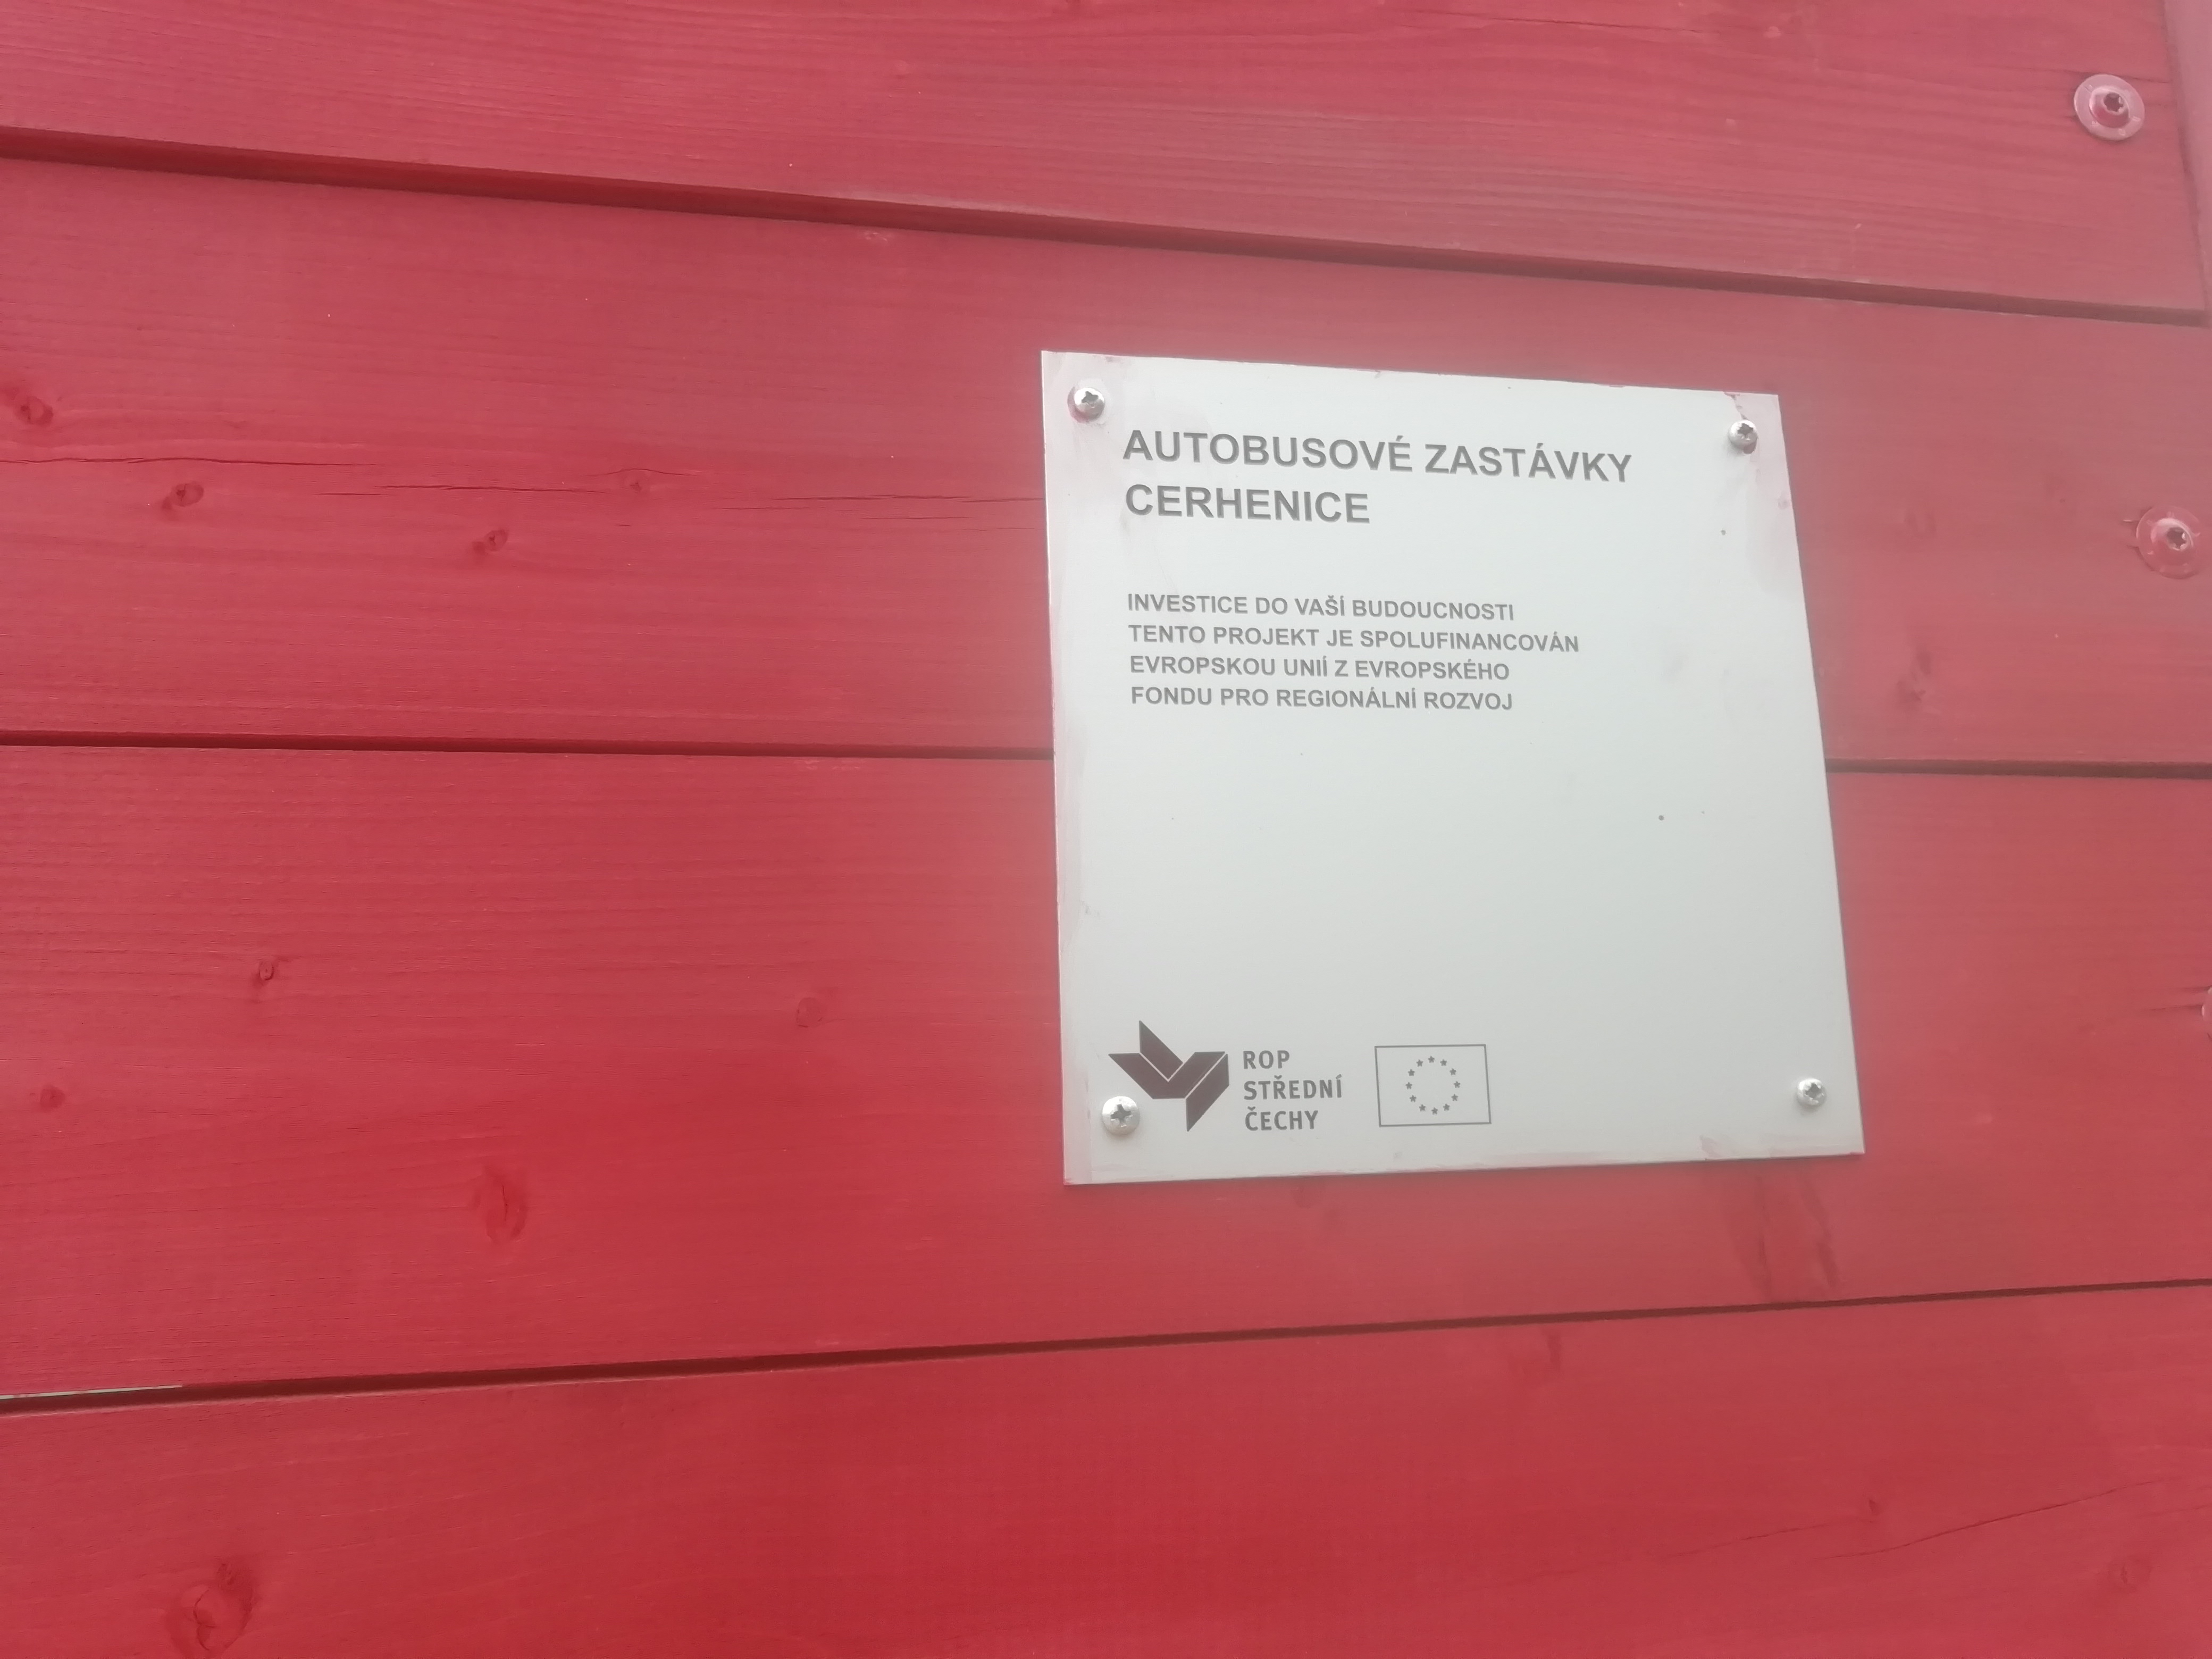 AUTOBUSOVÉ ZASTÁVKY
CERHENICE
INVESTICE DO VAŠÍ BUDOUCNOSTI
TENTO PROJEKT JE SPOLUFINANCOVÁN
EVROPSKOU UNIÍ Z EVROPSKÉHO
FONDU PRO REGIONÁLNÍ ROZVOJ
ROP
STŘEDNÍ
ČECHY